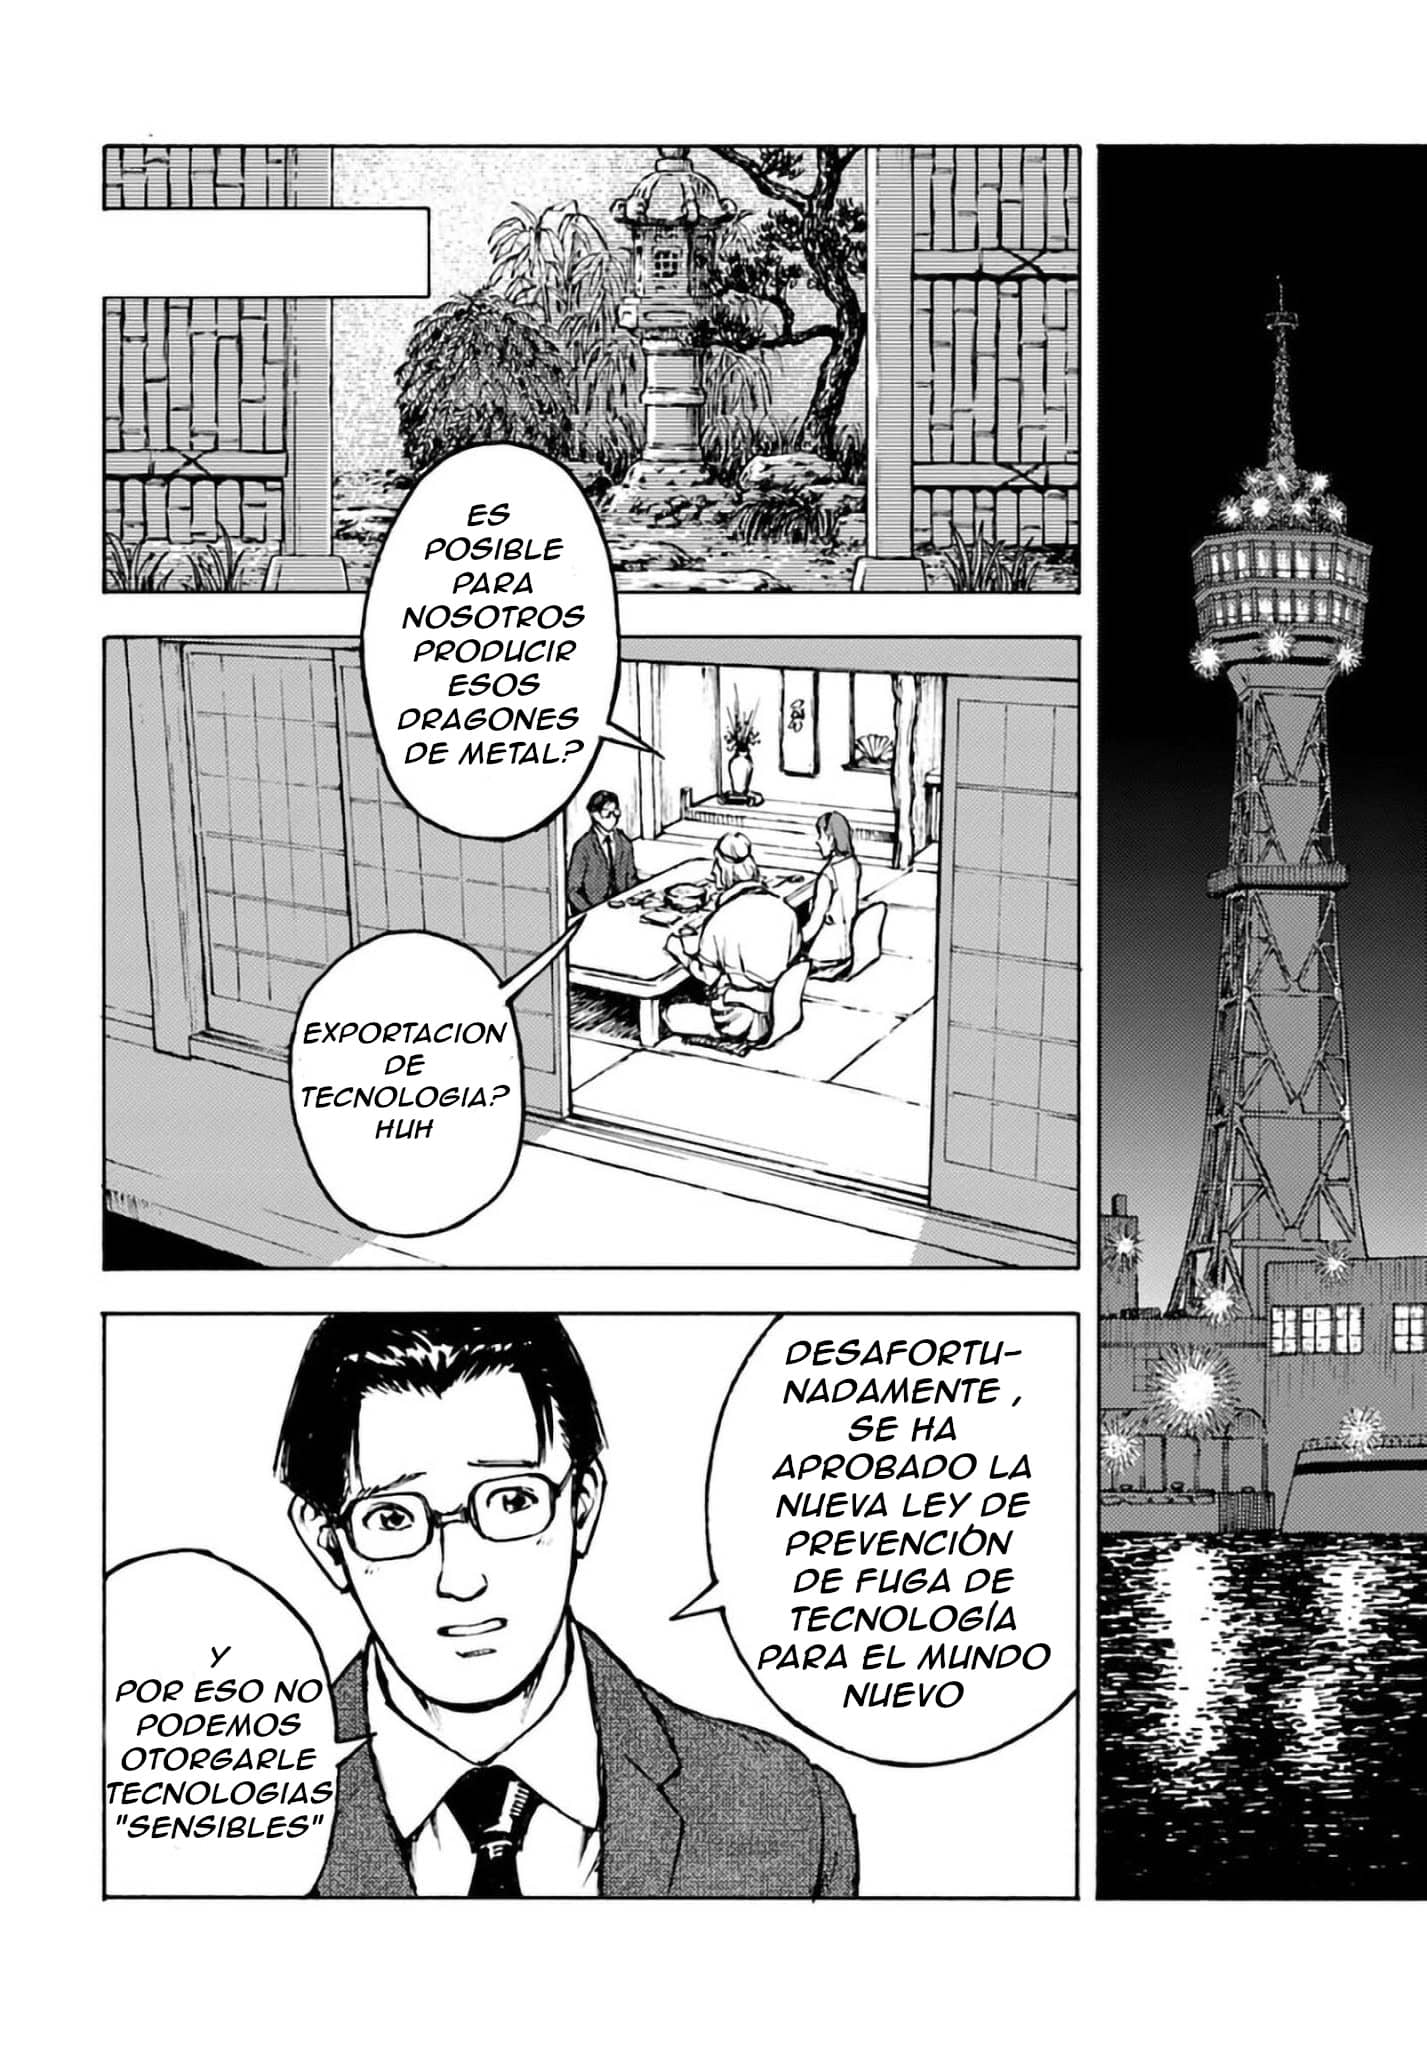 ES
POSIBLE
PARA
NOSOTROS
PRODUCIR
ESOS
DRAGONES
DE METAL?
EXPORTACION
DE
TECNOLOGIA?
HUH
DESAFORTU-
NADAMENTE ,
SE HA
APROBADO LA
NUEVA LEY DE
PREVENCIÓN
DE FUGA DE
TECNOLOGÍA
PARA EL MUNDO
NUEVO
Y
POR ESO NO
PODEMOS
OTORGARLE
TECNOLOGIAS
"SENSIBLES"